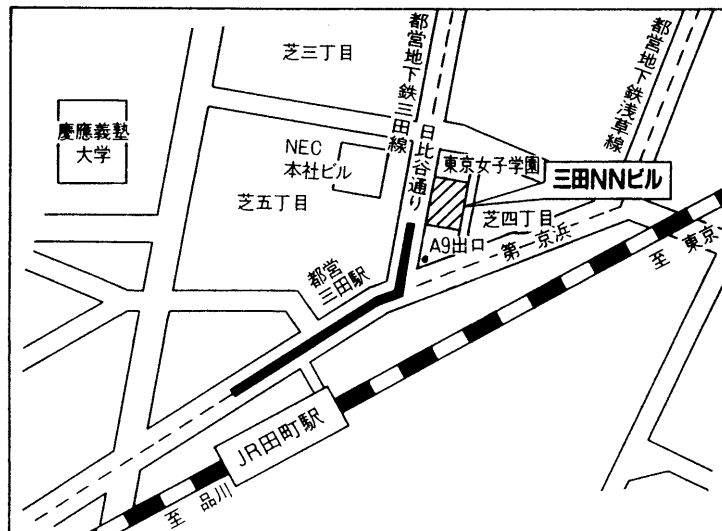 芝三丁目
都営地下鉄三田線
都営地下鉄浅草線
慶應義塾
大学
NEC
本社ビル
日比谷通り
東京女子学園
三田NNビル
芝五丁目
芝四丁目
A9出口
第一京浜
都営
三田駅
至 東京
JR田町駅
至 品川